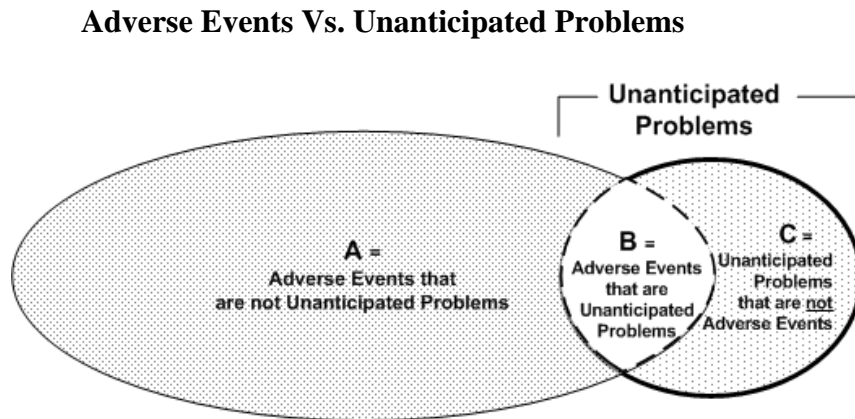 Adverse Events Vs. Unanticipated Problems
Unanticipated
Problems
A =
Adverse Events that
are not Unanticipated Problems
B =
Adverse Events
that are
Unanticipated
Problems
C =
Unanticipated
Problems
that are not
Adverse Events